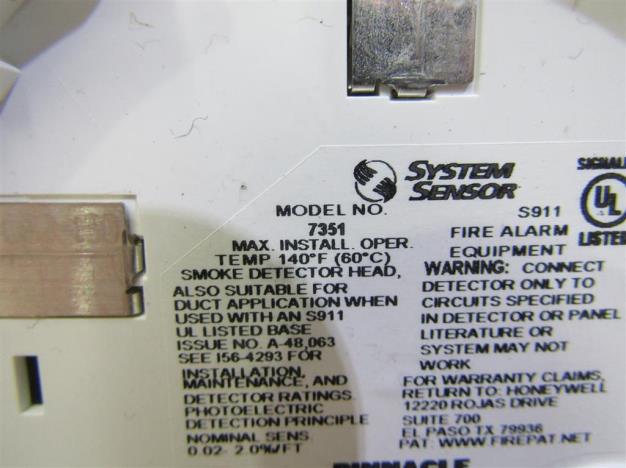 SYSTEM
SENSOR
MODEL NO.
7351
MAX. INSTALL. OPER.
TEMP 140°F (60°C)
SMOKE DETECTOR HEAD,
ALSO SUITABLE FOR
DUCT APPLICATION WHEN
USED WITH AN S911
UL LISTED BASE
ISSUE NO. A-48,063
SEE I56-4293 FOR
INSTALLATION,
MAINTENANCE, AND
DETECTOR RATINGS.
PHOTOELECTRIC
DETECTION PRINCIPLE
NOMINAL SENS.
0.02- 2.0%/FT
SIGNALI
UL
LISTED
S911
FIRE ALARM
EQUIPMENT
WARNING: CONNECT
DETECTOR ONLY TO
CIRCUITS SPECIFIED
IN DETECTOR OR PANEL
LITERATURE OR
SYSTEM MAY NOT
WORK
FOR WARRANTY CLAIMS,
RETURN TO: HONEYWELL
12220 ROJAS DRIVE
SUITE 700
EL PASO TX 79936
PAT: WWW.FIREPAT.NET
PINNACLE